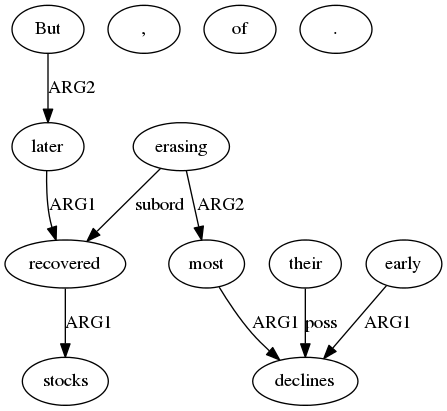 But , of .
ARG2
later erasing
ARG1 subord ARG2
recovered most their early
ARG1 ARG1 poss ARG1
stocks declines